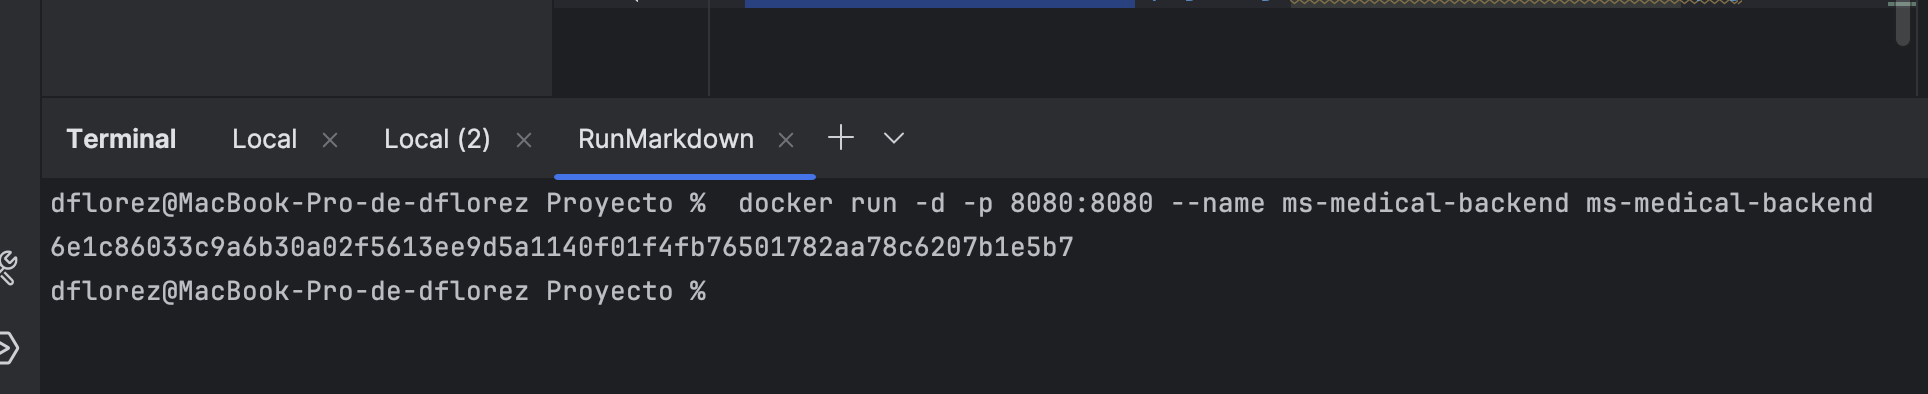 Terminal Local Local (2) RunMarkdown
dflorez@MacBook-Pro-de-dflorez Proyecto %  docker run -d -p 8080:8080 --name ms-medical-backend ms-medical-backend
6e1c86033c9a6b30a02f5613ee9d5a1140f01f4fb76501782aa78c6207b1e5b7
dflorez@MacBook-Pro-de-dflorez Proyecto %